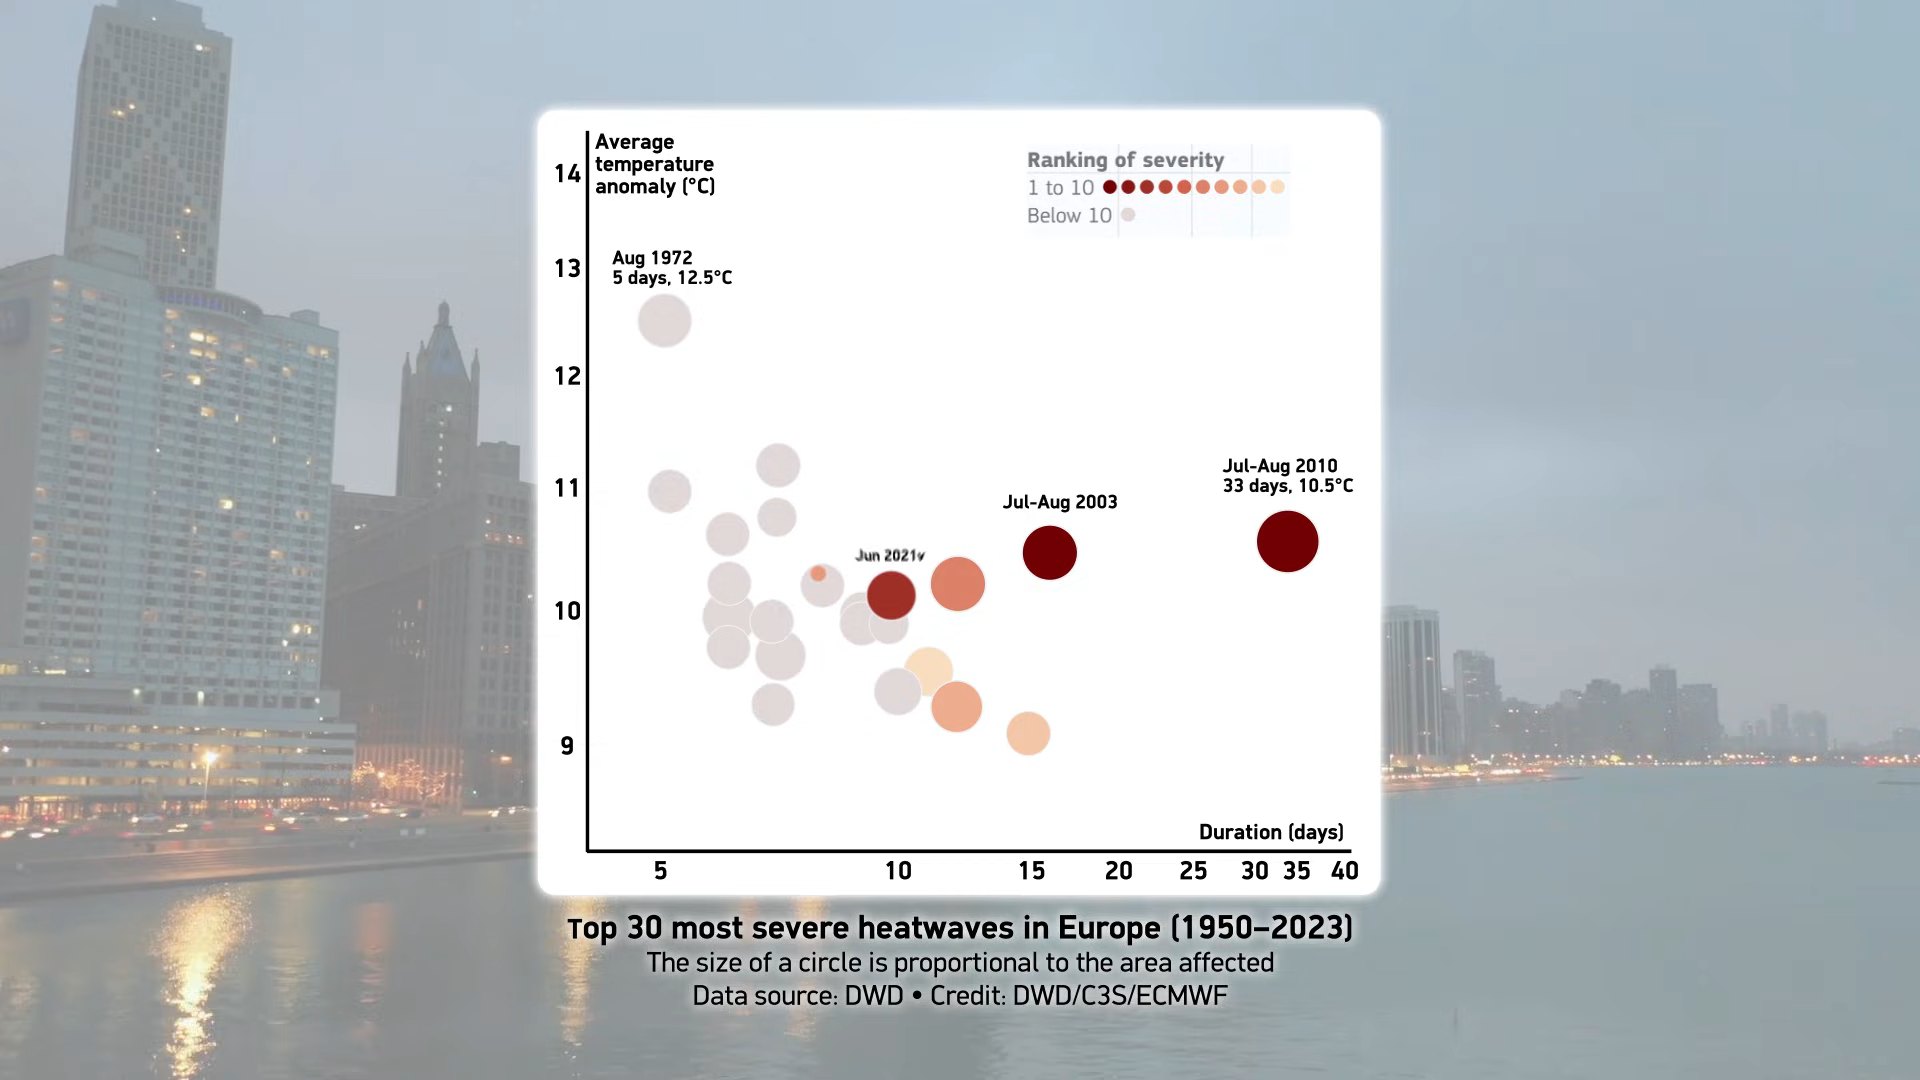 Average
temperature
anomaly (°C)
14
13
12
11
10
9
Ranking of severity
1 to 10
Below 10
Aug 1972
5 days, 12.5°C
Jul-Aug 2010
33 days, 10.5°C
Jul-Aug 2003
Jun 2021v
Duration (days)
5 10 15 20 25 30 35 40
Top 30 most severe heatwaves in Europe (1950–2023)
The size of a circle is proportional to the area affected
Data source: DWD • Credit: DWD/C3S/ECMWF